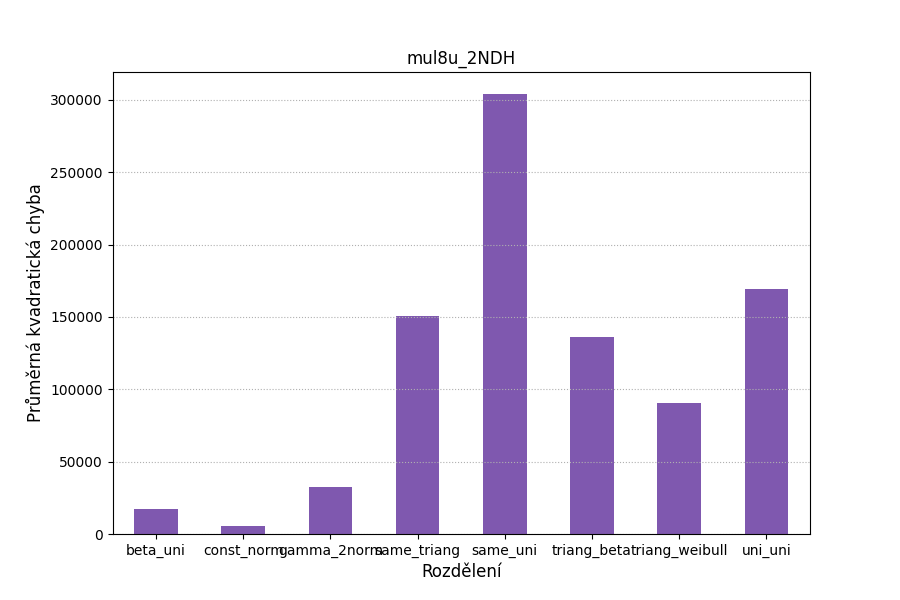 mul8u_2NDH
Průměrná kvadratická chyba
300000
250000
200000
150000
100000
50000
0
beta_uni const_norm gamma_2norm same_triang same_uni triang_beta triang_weibull uni_uni
Rozdělení